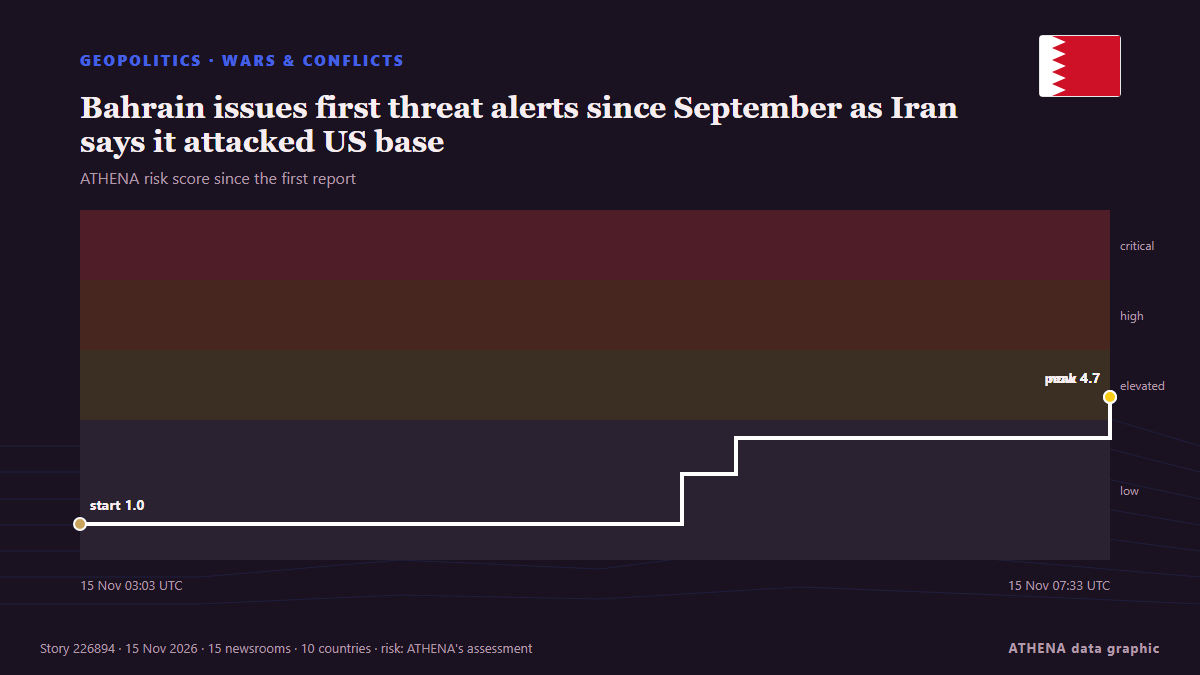 GEOPOLITICS · WARS & CONFLICTS
Bahrain issues first threat alerts since September as Iran
says it attacked US base
ATHENA risk score since the first report
critical
high
4.7
elevated
low
start 1.0
15 Nov 03:03 UTC
15 Nov 07:33 UTC
Story 226894 · 15 Nov 2026 · 15 newsrooms · 10 countries · risk: ATHENA's assessment
ATHENA data graphic